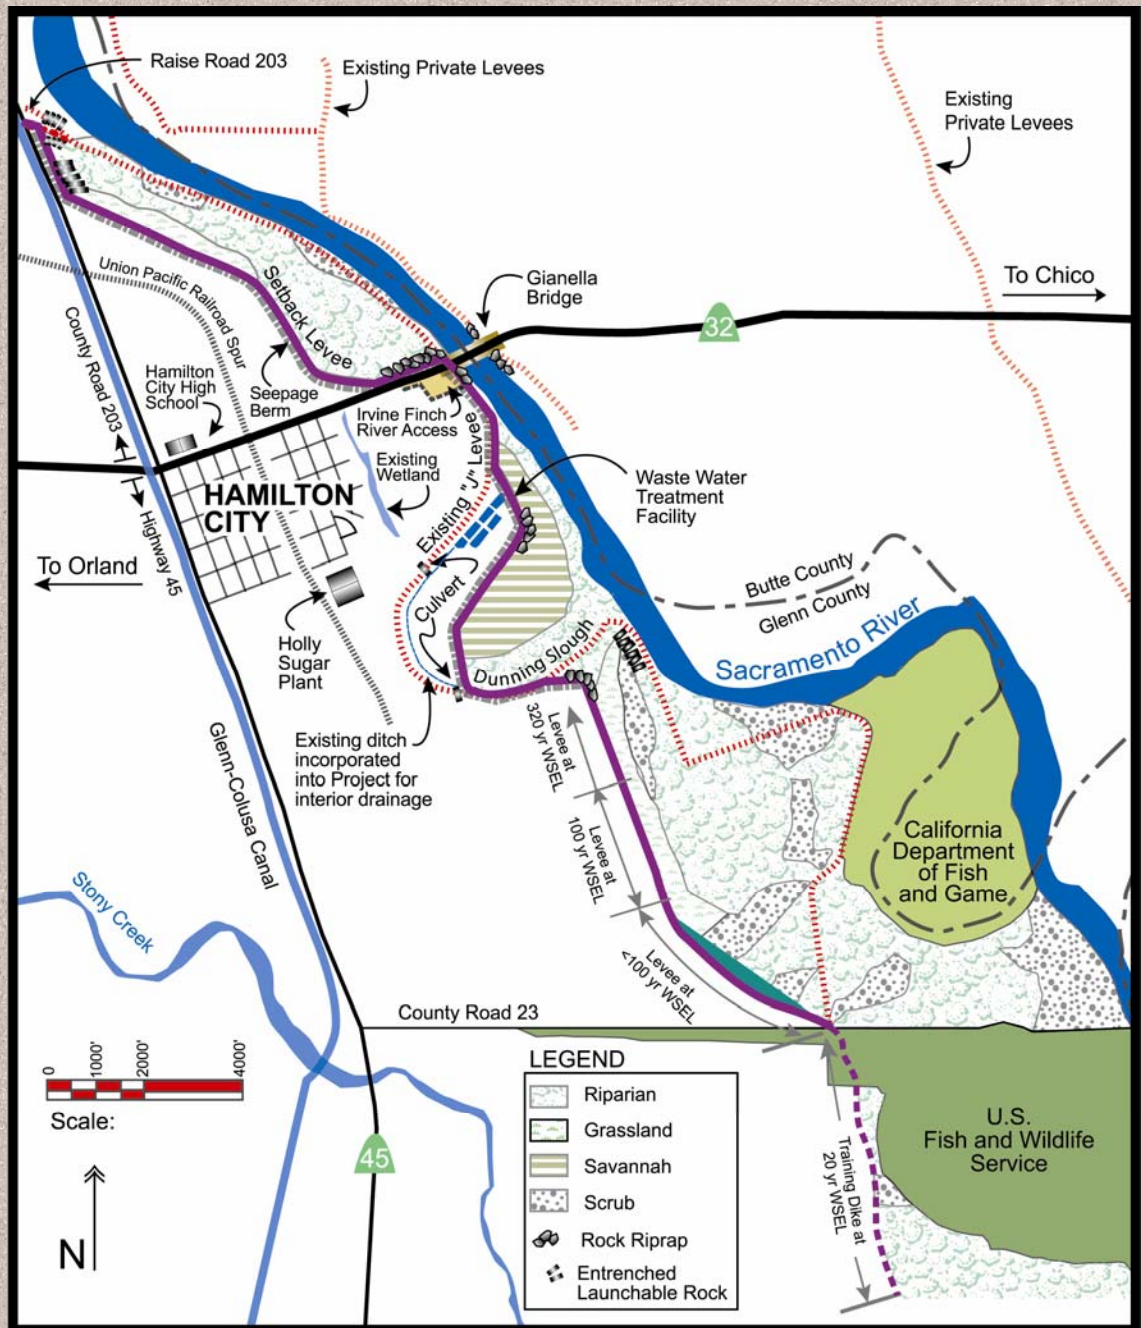 Raise Road 203
Existing Private Levees
Existing
Private Levees
Gianella
Bridge
To Chico
32
Union Pacific Railroad Spur
Setback Levee
County Road 203
Hamilton
City High
School
Seepage
Berm
Irvine Finch
River Access
Existing
Wetland
Existing "J" Levee
Waste Water
Treatment
Facility
HAMILTON
CITY
To Orland
Highway 45
Culvert
Butte County
Glenn County
Sacramento River
Holly
Sugar
Plant
Dunning Slough
Existing ditch
incorporated
into Project for
interior drainage
Levee at
320 yr WSEL
Levee at
100 yr WSEL
Levee at
<100 yr WSEL
Glenn-Colusa Canal
California
Department
of Fish
and Game
Stony Creek
County Road 23
0
1000'
2000'
4000'
Scale:
N
45
LEGEND
Riparian
Grassland
Savannah
Scrub
Rock Riprap
Entrenched
Launchable Rock
Training Dike at
20 yr WSEL
U.S.
Fish and Wildlife
Service